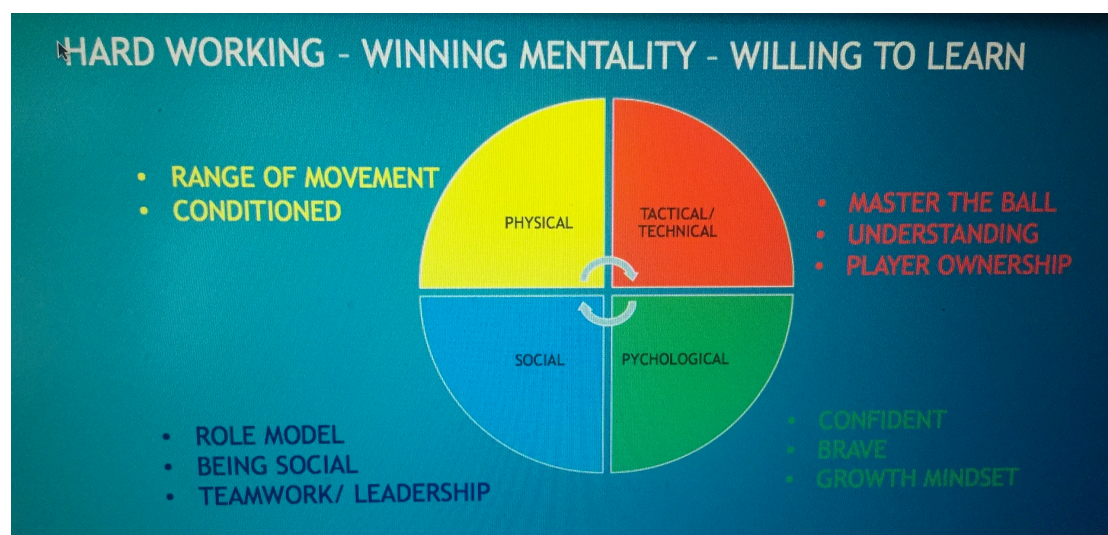 HARD WORKING – WINNING MENTALITY – WILLING TO LEARN
• RANGE OF MOVEMENT
• CONDITIONED
PHYSICAL
TACTICAL/
TECHNICAL
• MASTER THE BALL
• UNDERSTANDING
• PLAYER OWNERSHIP
SOCIAL
PYCHOLOGICAL
• ROLE MODEL
• BEING SOCIAL
• TEAMWORK/ LEADERSHIP
• CONFIDENT
• BRAVE
• GROWTH MINDSET